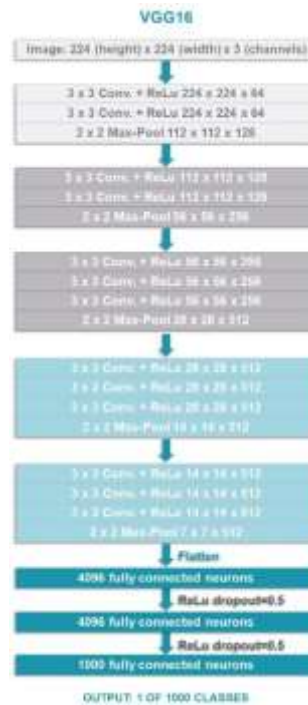 VGG16
Image: 224 (height) x 224 (width) x 3 (channels)
3 x 3 Conv. + ReLu 224 x 224 x 64
3 x 3 Conv. + ReLu 224 x 224 x 64
2 x 2 Max-Pool 112 x 112 x 128
3 x 3 Conv. + ReLu 112 x 112 x 128
3 x 3 Conv. + ReLu 112 x 112 x 128
2 x 2 Max-Pool 56 x 56 x 256
3 x 3 Conv. + ReLu 56 x 56 x 256
3 x 3 Conv. + ReLu 56 x 56 x 256
3 x 3 Conv. + ReLu 56 x 56 x 256
2 x 2 Max-Pool 28 x 28 x 512
3 x 3 Conv. + ReLu 28 x 28 x 512
3 x 3 Conv. + ReLu 28 x 28 x 512
3 x 3 Conv. + ReLu 28 x 28 x 512
2 x 2 Max-Pool 14 x 14 x 512
3 x 3 Conv. + ReLu 14 x 14 x 512
3 x 3 Conv. + ReLu 14 x 14 x 512
3 x 3 Conv. + ReLu 14 x 14 x 512
2 x 2 Max-Pool 7 x 7 x 512
Flatten
4096 fully connected neurons
ReLu dropout=0.5
4096 fully connected neurons
ReLu dropout=0.5
1000 fully connected neurons
OUTPUT: 1 OF 1000 CLASSES